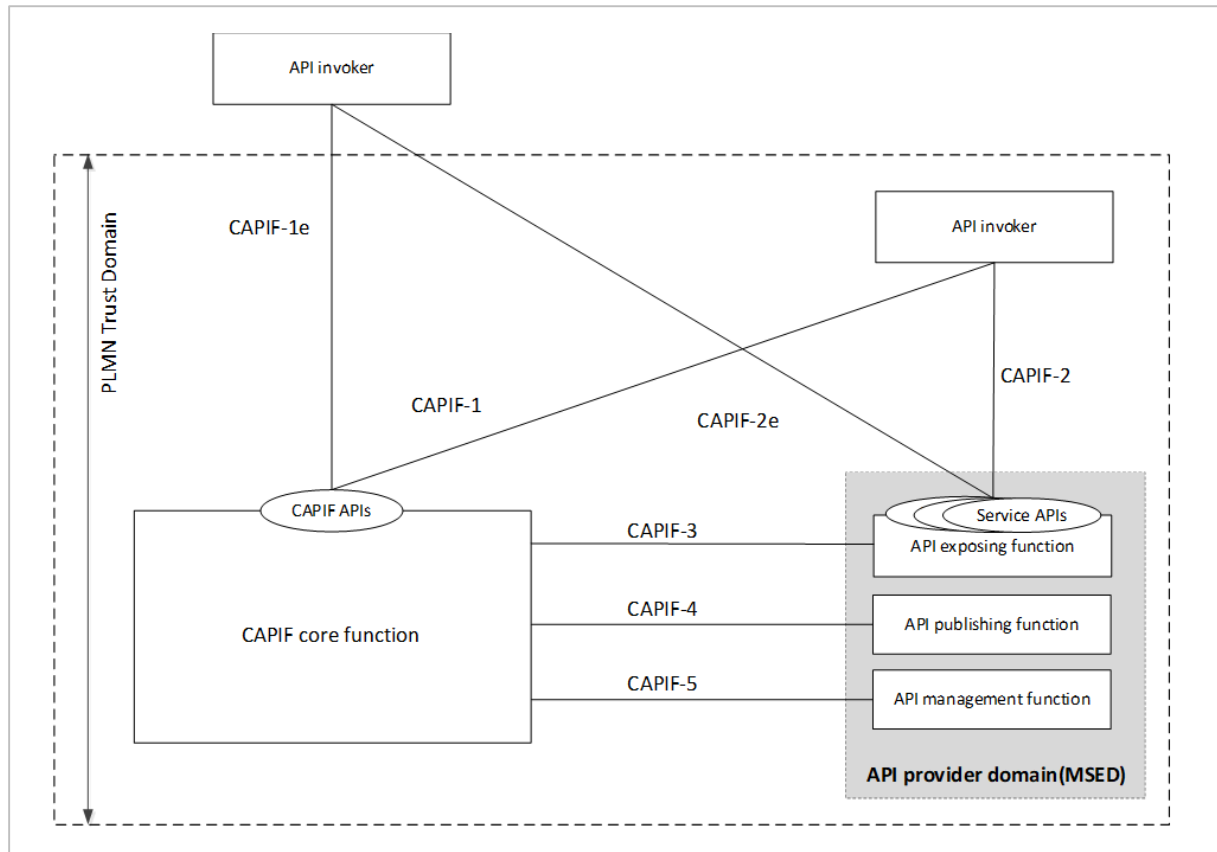 API invoker
PLMN Trust Domain
CAPIF-1e
API invoker
CAPIF-1
CAPIF-2e
CAPIF-2
CAPIF APIs
Service APIs
CAPIF-3
API exposing function
CAPIF core function
CAPIF-4
API publishing function
CAPIF-5
API management function
API provider domain(MSED)